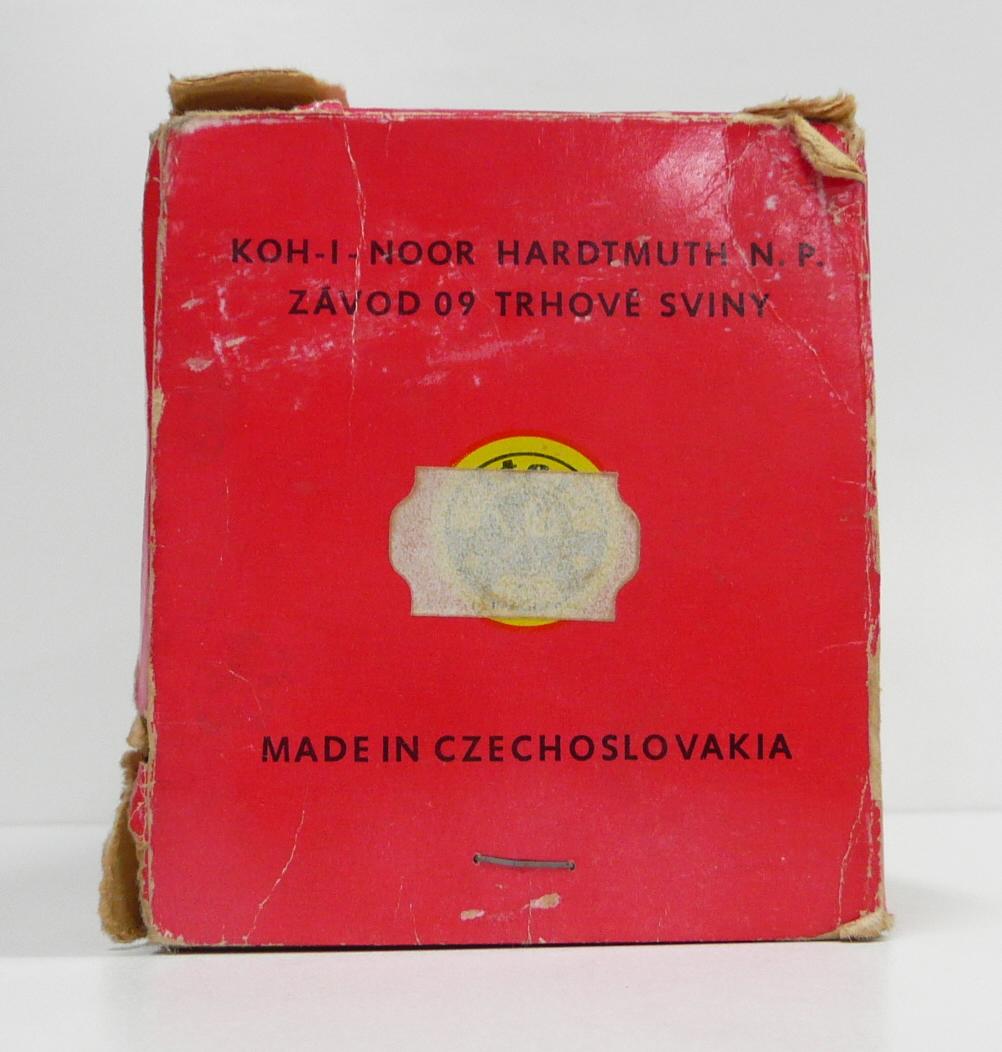 KOH-I-NOOR HARDTMUTH N. P.
ZÁVOD 09 TRHOVÉ SVINY
MADE IN CZECHOSLOVAKIA